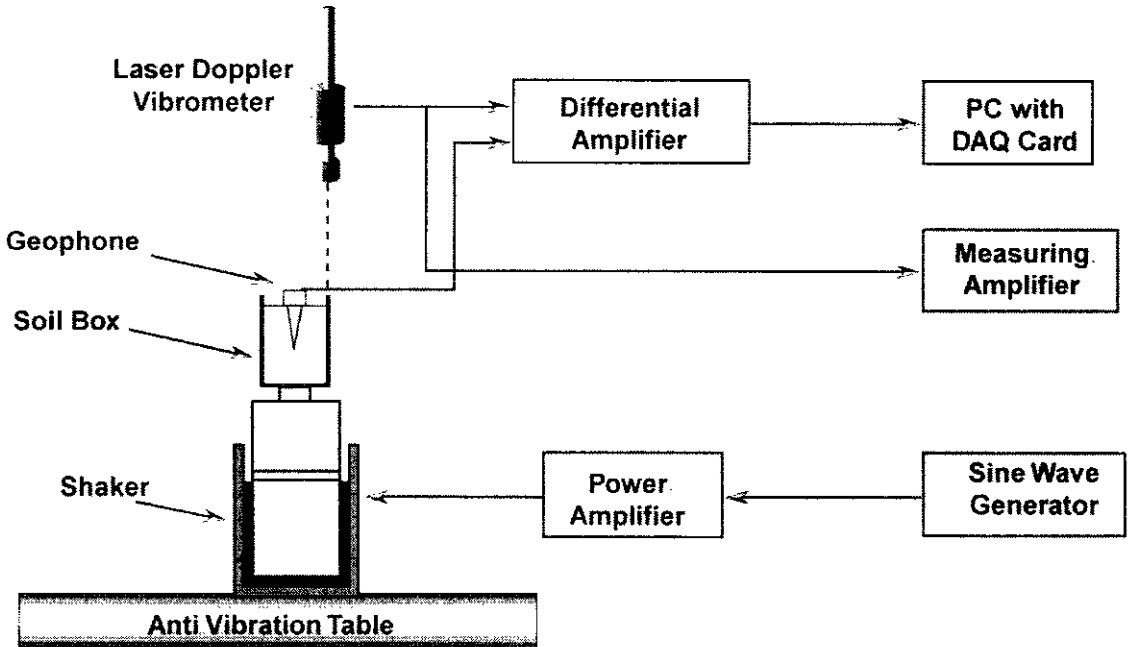 Laser Doppler
Vibrometer
Differential
Amplifier
PC with
DAQ Card
Geophone
Measuring
Amplifier
Soil Box
Shaker
Power
Amplifier
Sine Wave
Generator
Anti Vibration Table